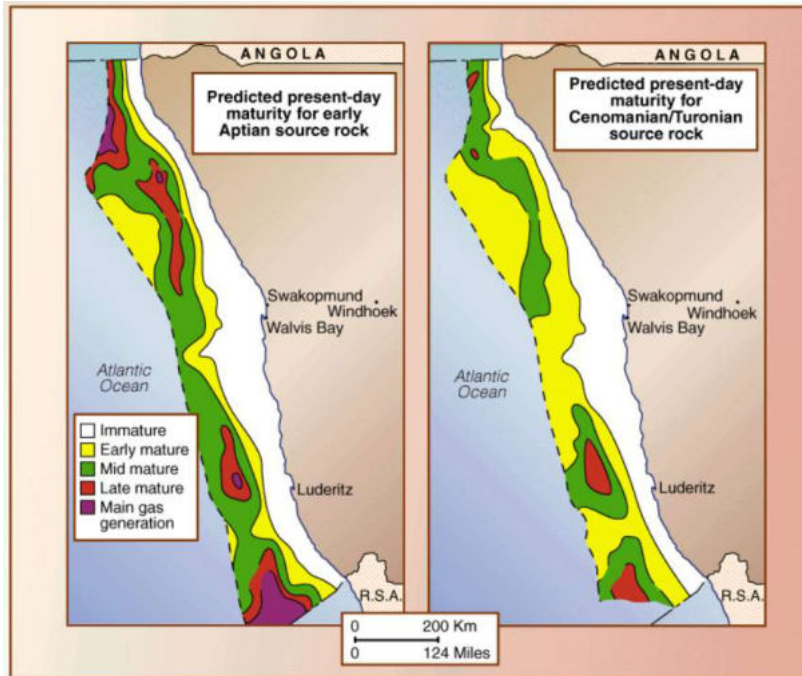 ANGOLA
Predicted present-day
maturity for early
Aptian source rock
Swakopmund
Windhoek
Walvis Bay
Atlantic
Ocean
Immature
Early mature
Mid mature
Late mature
Main gas
generation
Luderitz
R.S.A.
ANGOLA
Predicted present-day
maturity for
Cenomanian/Turonian
source rock
Swakopmund
Windhoek
Walvis Bay
Atlantic
Ocean
Luderitz
R.S.A.
0 200 Km
0 124 Miles